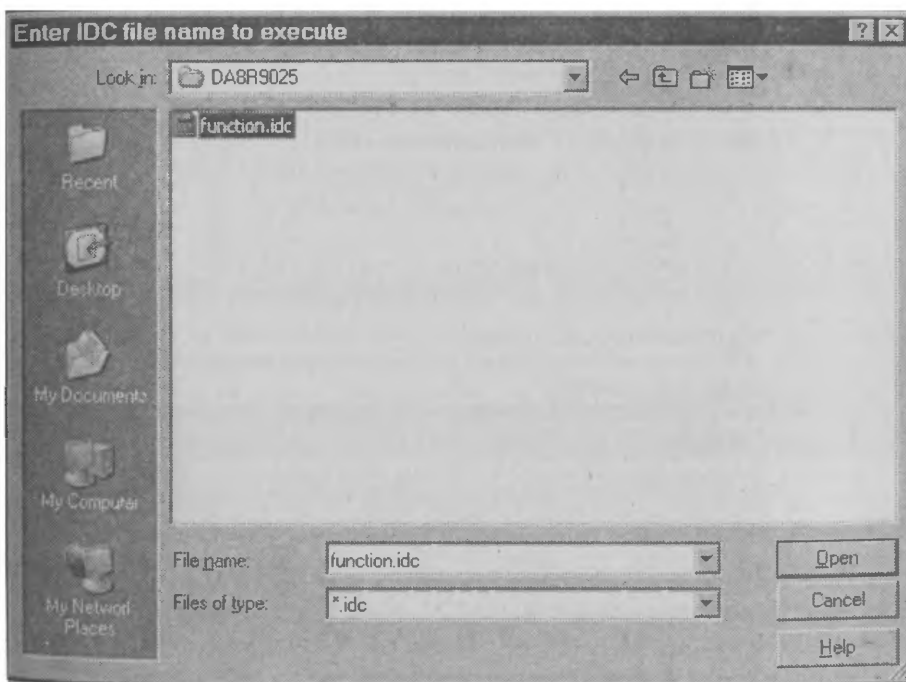 Enter IDC file name to execute
Look in: DA8R9025
function.idc
Recent
Desktop
My Documents
My Computer
My Networl Places
File name: function.idc Open
Files of type: *.idc Cancel
Help